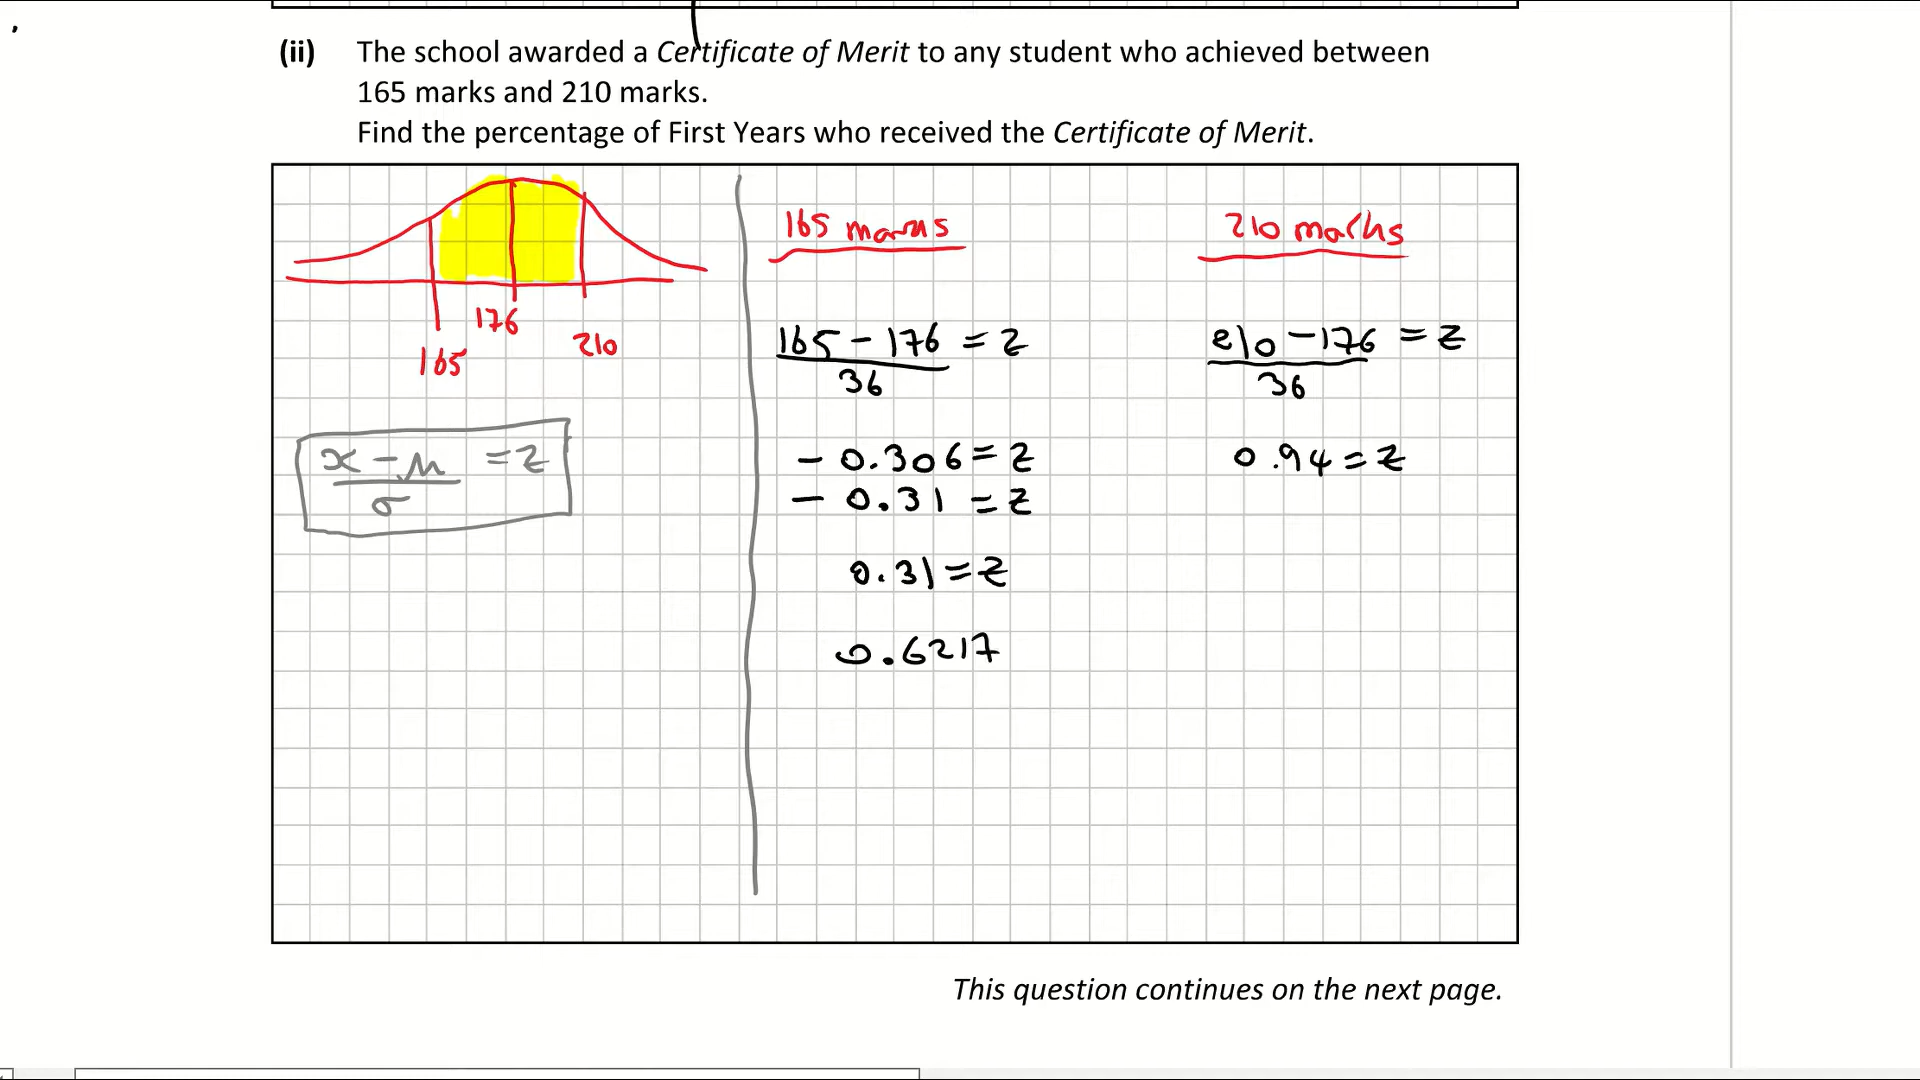 (ii) The school awarded a Certificate of Merit to any student who achieved between
165 marks and 210 marks.
Find the percentage of First Years who received the Certificate of Merit.
176
165
210
x - μ = z
σ
165 marks
165 - 176 = z
36
- 0.306 = z
- 0.31 = z
0.31 = z
0.6217
210 marks
210 - 176 = z
36
0.94 = z
This question continues on the next page.